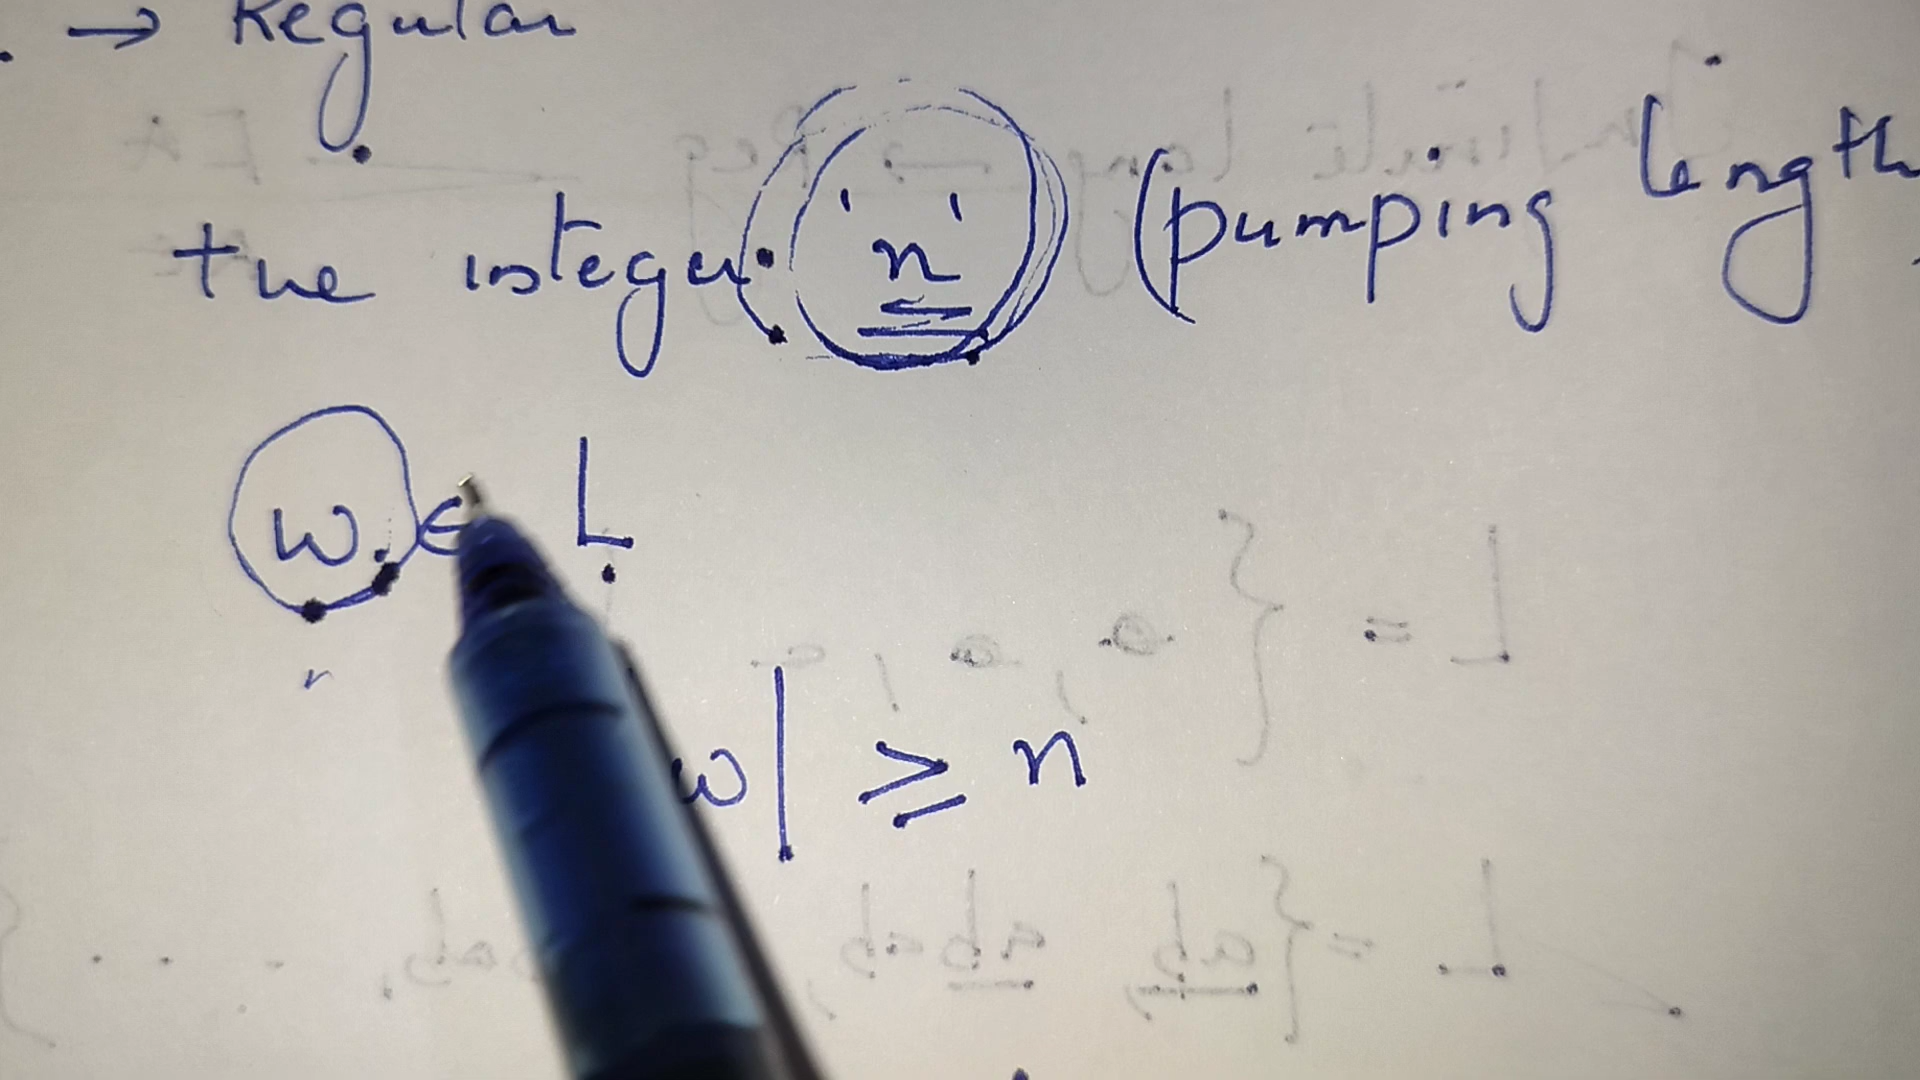 . → Regular
the integer 'n' (pumping length
w ∈ L
w| ≥ n